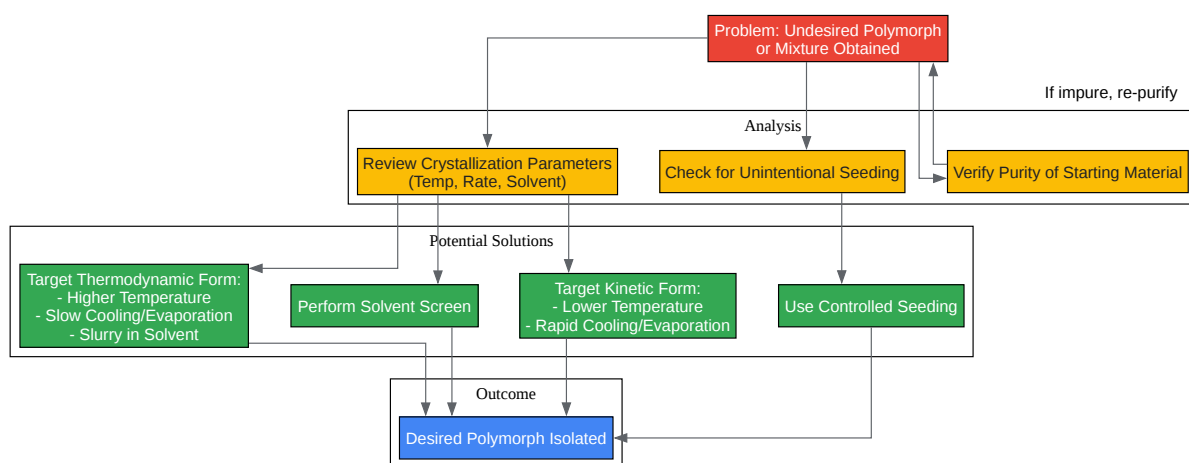 Problem: Undesired Polymorph
or Mixture Obtained
If impure, re-purify
Analysis
Review Crystallization Parameters
(Temp, Rate, Solvent)
Check for Unintentional Seeding
Verify Purity of Starting Material
Potential Solutions
Target Thermodynamic Form:
- Higher Temperature
- Slow Cooling/Evaporation
- Slurry in Solvent
Perform Solvent Screen
Target Kinetic Form:
- Lower Temperature
- Rapid Cooling/Evaporation
Use Controlled Seeding
Outcome
Desired Polymorph Isolated